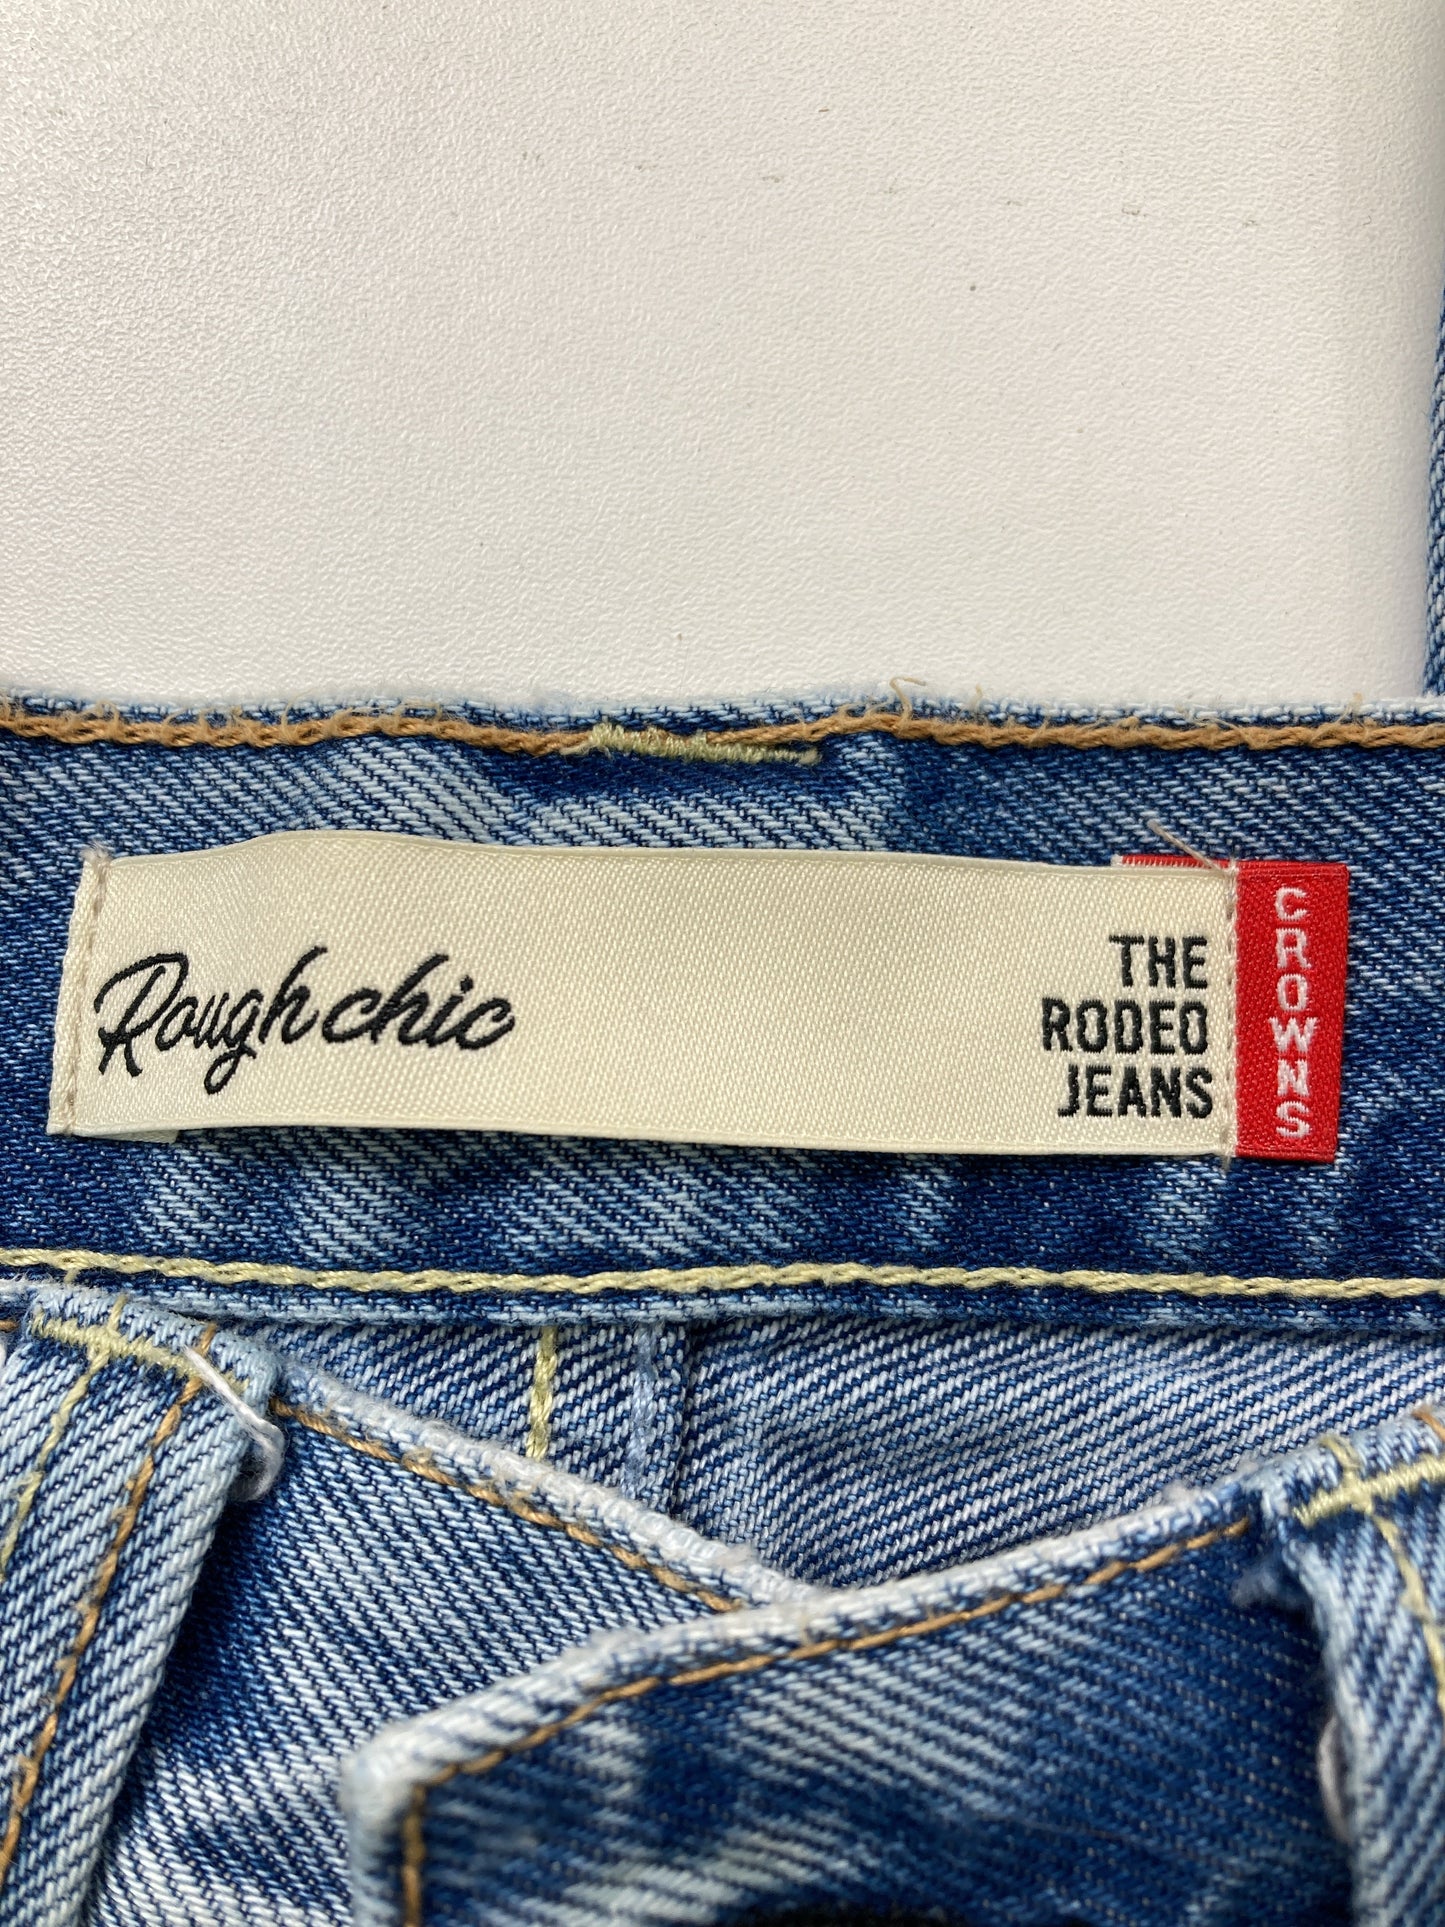 Rough chic
THE
RODEO
JEANS
CROWNS